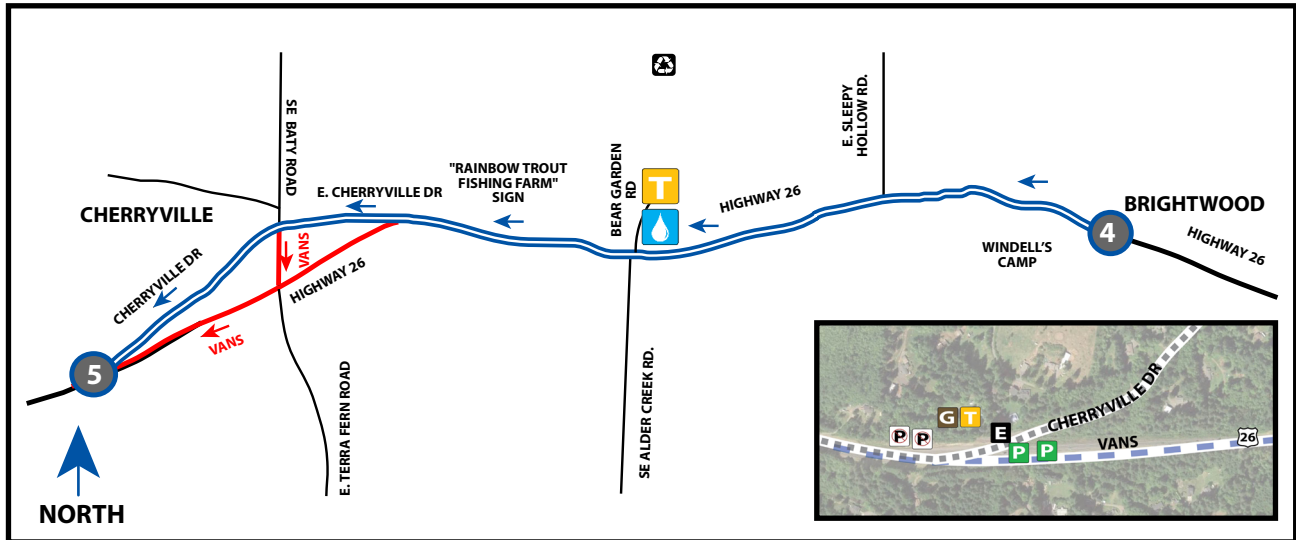 SE BATY ROAD
"RAINBOW TROUT
FISHING FARM"
SIGN
E. CHERRYVILLE DR
CHERRYVILLE
BEAR GARDEN
RD
T
HIGHWAY 26
E. SLEEPY
HOLLOW RD.
BRIGHTWOOD
4
HIGHWAY 26
WINDELL'S
CAMP
VANS
HIGHWAY 26
CHERRYVILLE DR
VANS
5
E. TERRA FERN ROAD
SE ALDER CREEK RD.
NORTH
CHERRYVILLE DR
G
T
P
P
E
P
P
VANS
26